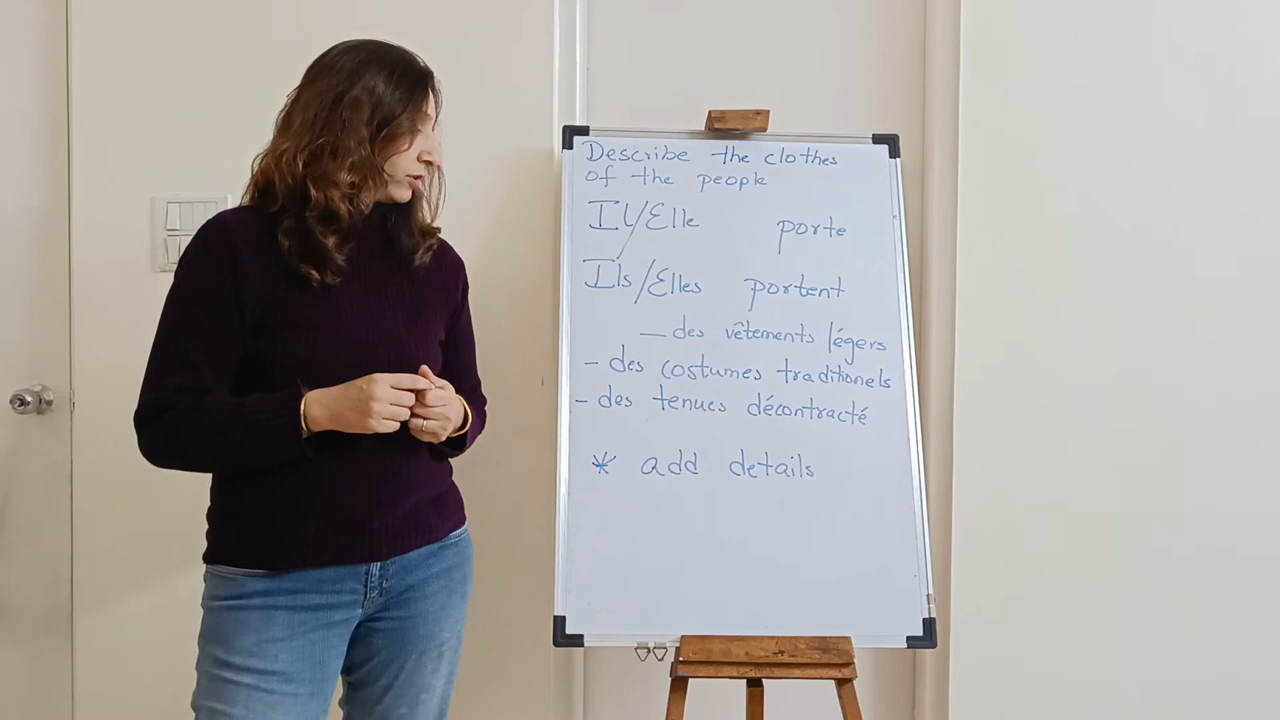 Describe the clothes
of the people
Il/Elle porte
Ils/Elles portent
- des vêtements légers
- des costumes traditionels
- des tenues décontracté
* add details